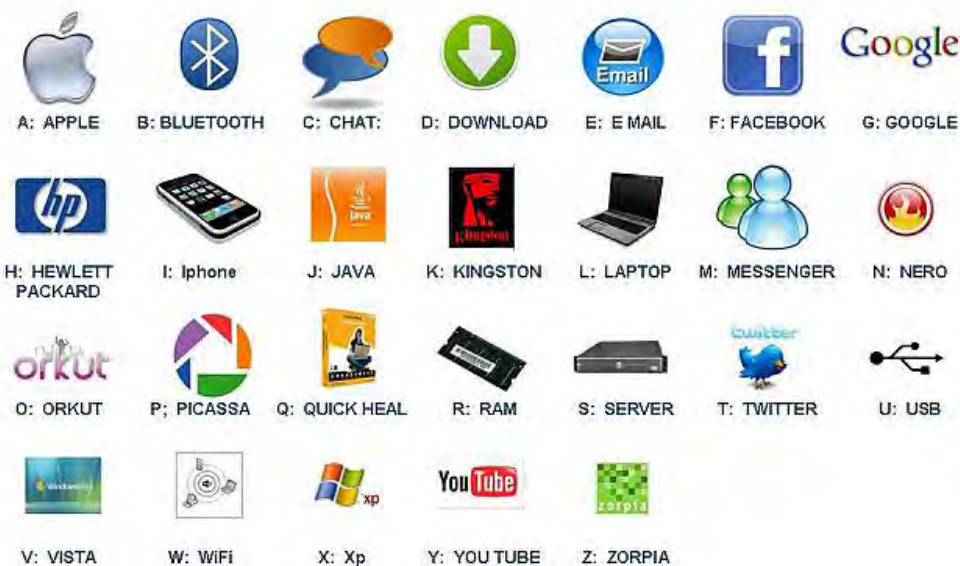 Email
f
Google
A: APPLE
B: BLUETOOTH
C: CHAT:
D: DOWNLOAD
E: E MAIL
F: FACEBOOK
G: GOOGLE
hp
java
Kingston
H: HEWLETT
PACKARD
I: Iphone
J: JAVA
K: KINGSTON
L: LAPTOP
M: MESSENGER
N: NERO
orkut
twitter
O: ORKUT
P; PICASSA
Q: QUICK HEAL
R: RAM
S: SERVER
T: TWITTER
U: USB
xp
You Tube
zorpia
V: VISTA
W: WiFi
X: Xp
Y: YOU TUBE
Z: ZORPIA